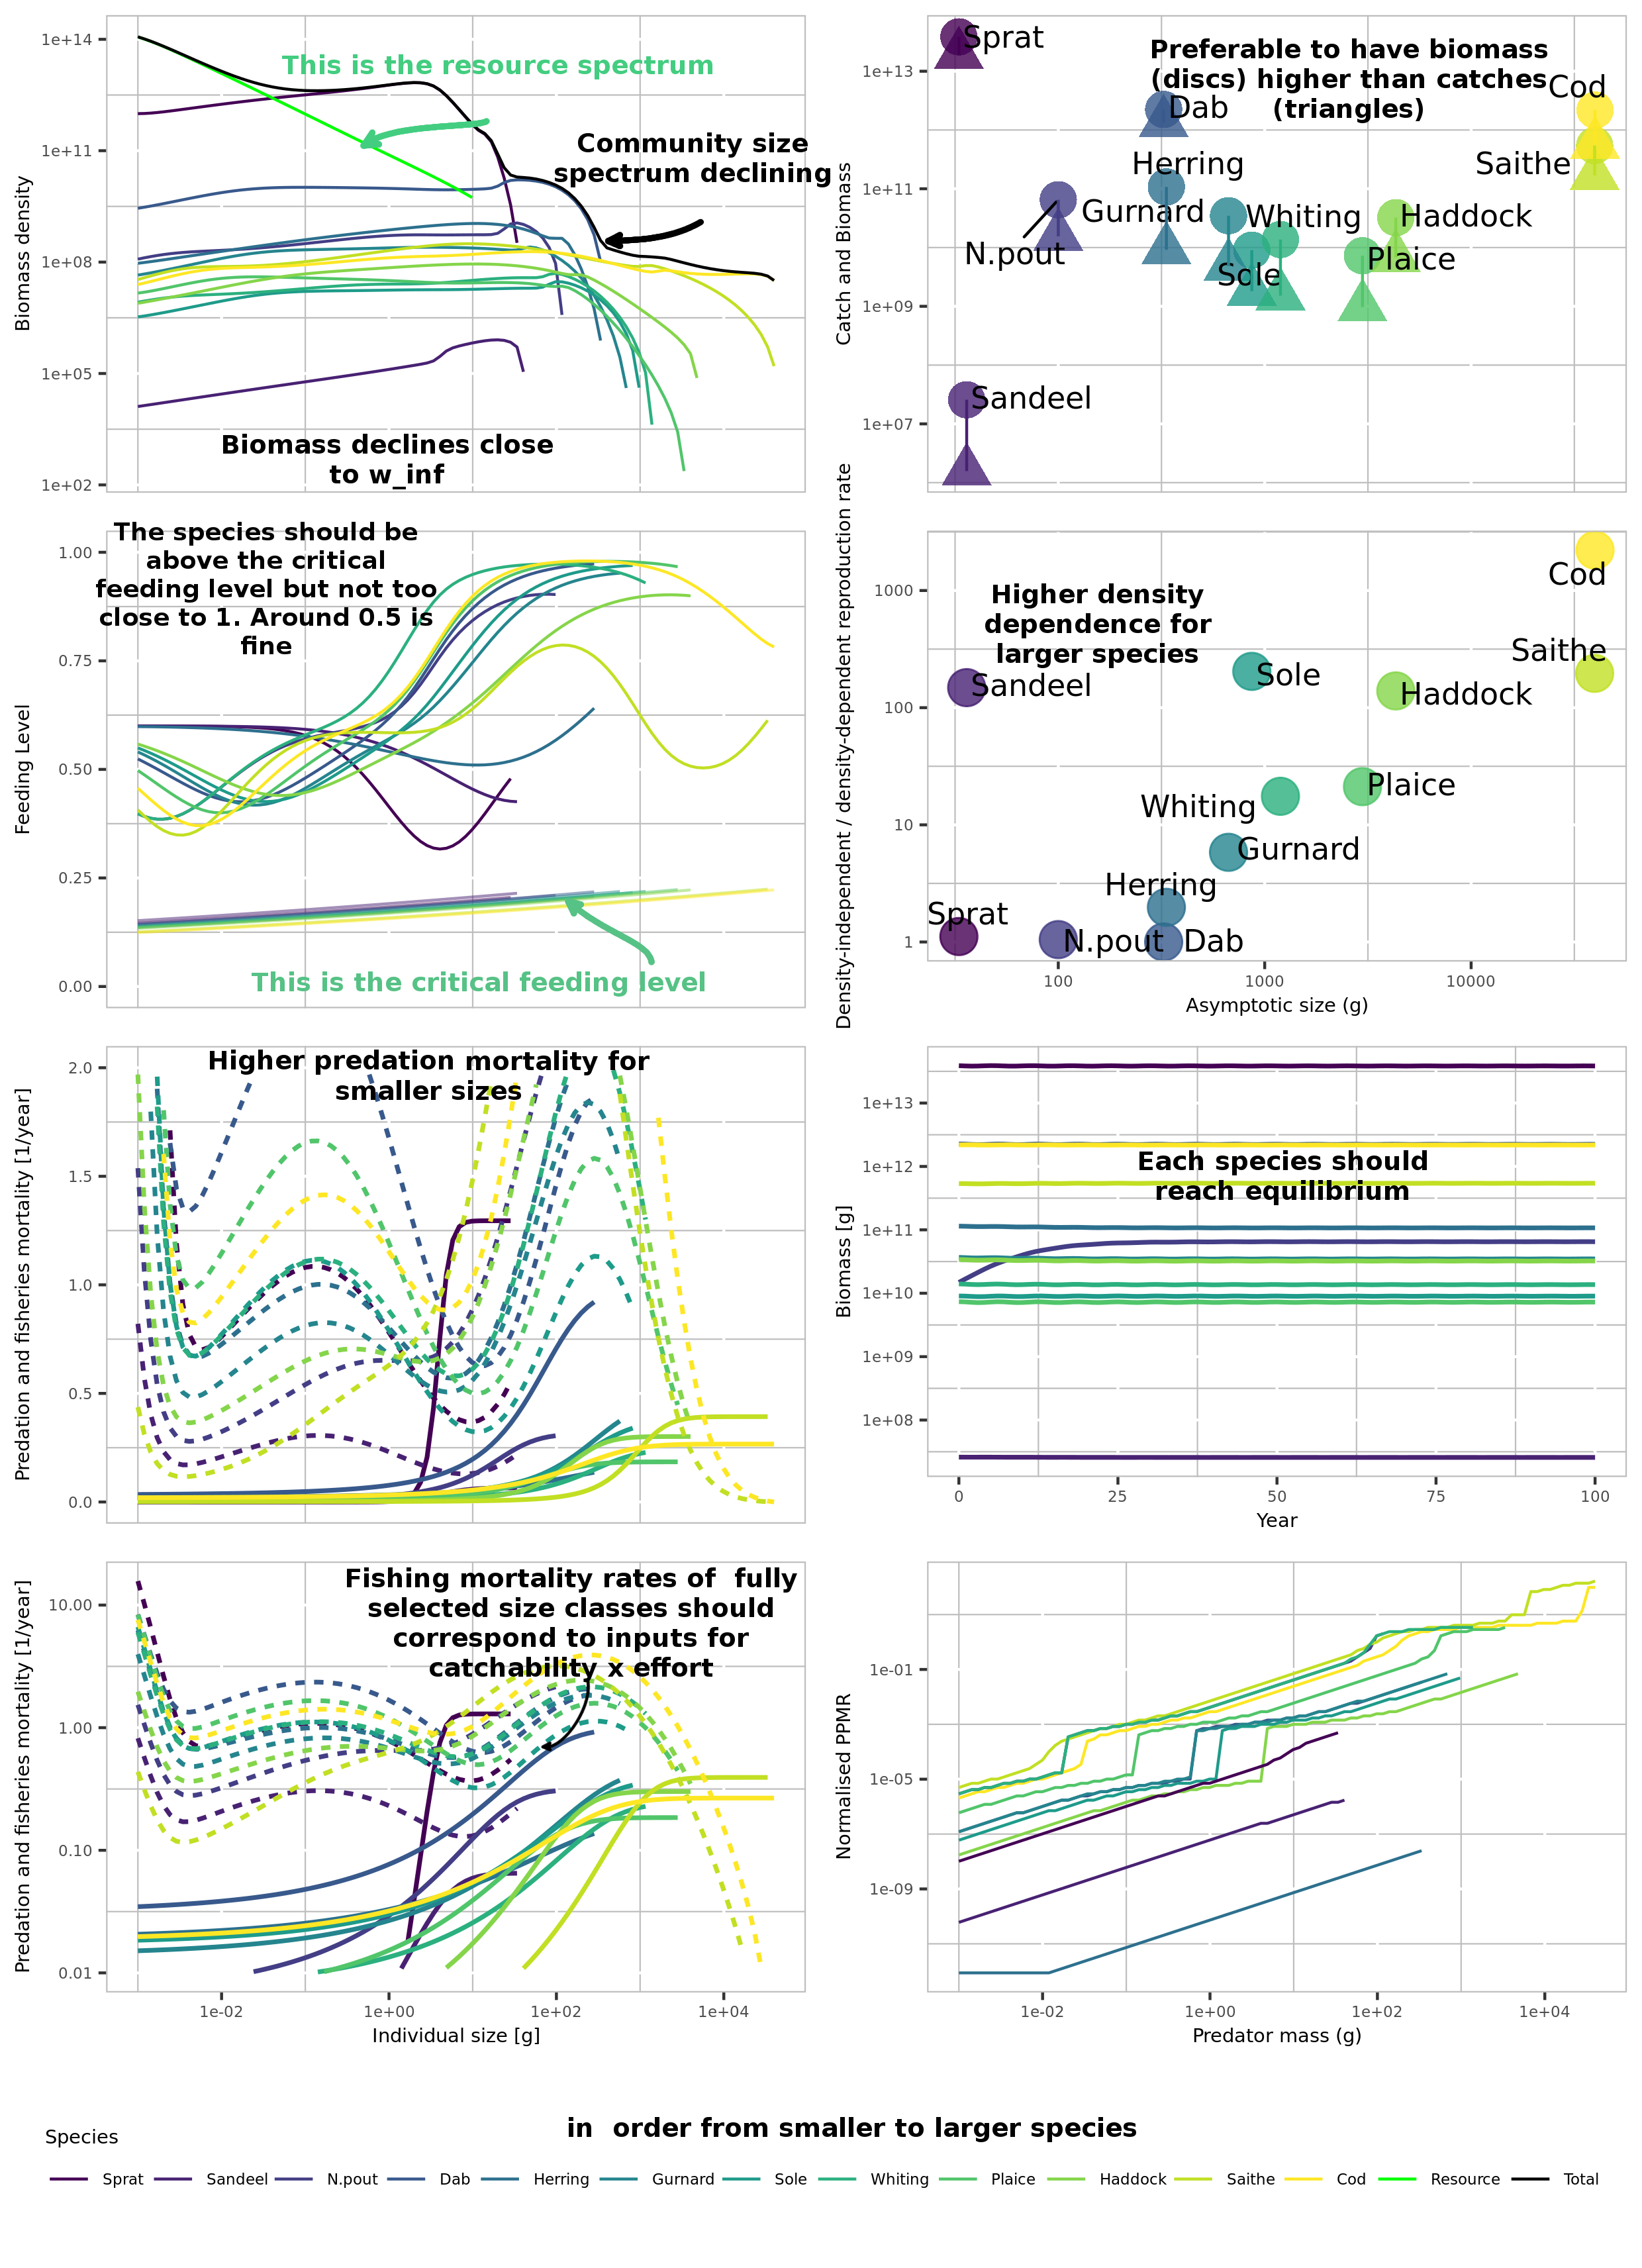 1e+14
1e+11
1e+08
1e+05
1e+02
Biomass density
This is the resource spectrum
Community size
spectrum declining
Biomass declines close
to w_inf
1e+13
1e+11
1e+09
1e+07
Catch and Biomass
Preferable to have biomass
(discs) higher than catches
(triangles)
Sprat
Dab
Cod
Herring
Saithe
Gurnard
Whiting
Haddock
N.pout
Sole
Plaice
Sandeel
1.00
0.75
0.50
0.25
0.00
Feeding Level
The species should be
above the critical
feeding level but not too
close to 1. Around 0.5 is
fine
This is the critical feeding level
1000
100
10
1
Density-independent / density-dependent reproduction rate
Higher density
dependence for
larger species
Cod
Saithe
Sandeel
Sole
Haddock
Plaice
Whiting
Gurnard
Herring
Sprat
N.pout
Dab
100
1000
10000
Asymptotic size (g)
2.0
1.5
1.0
0.5
0.0
Predation and fisheries mortality [1/year]
Higher predation mortality for
smaller sizes
1e+13
1e+12
1e+11
1e+10
1e+09
1e+08
Biomass [g]
Each species should
reach equilibrium
0
25
50
75
100
Year
10.00
1.00
0.10
0.01
Predation and fisheries mortality [1/year]
Fishing mortality rates of  fully
selected size classes should
correspond to inputs for
catchability x effort
1e-02
1e+00
1e+02
1e+04
Individual size [g]
1e-01
1e-05
1e-09
Normalised PPMR
1e-02
1e+00
1e+02
1e+04
Predator mass (g)
in  order from smaller to larger species
Species
Sprat
Sandeel
N.pout
Dab
Herring
Gurnard
Sole
Whiting
Plaice
Haddock
Saithe
Cod
Resource
Total